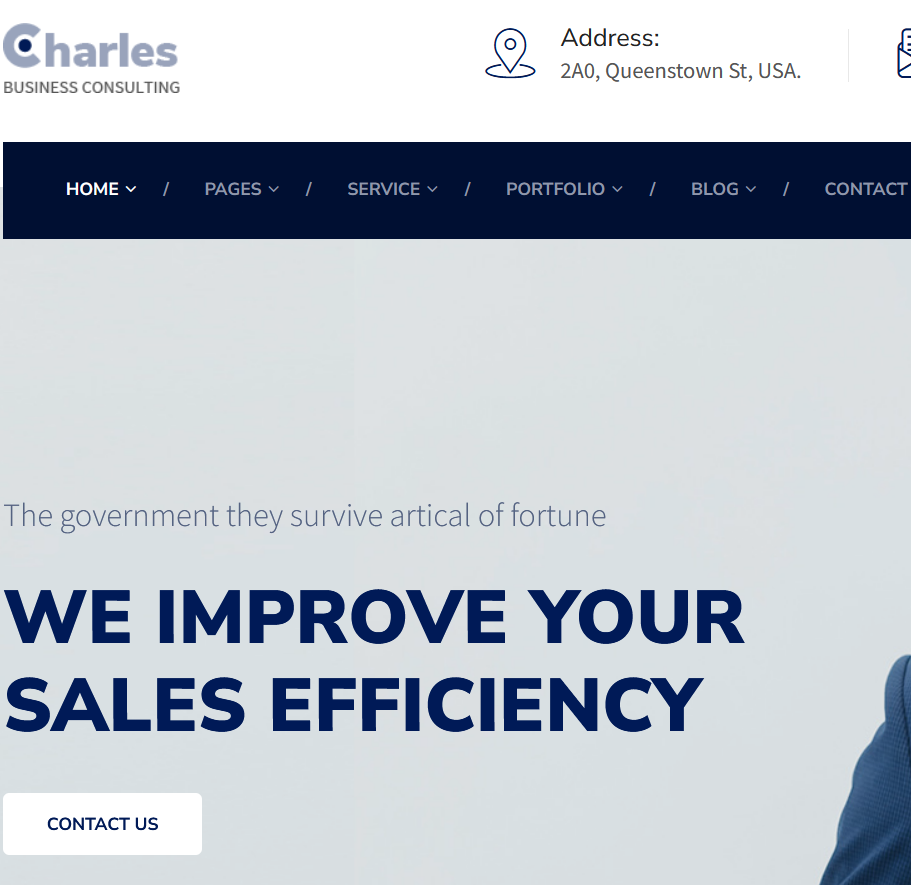 Charles
BUSINESS CONSULTING
Address:
2A0, Queenstown St, USA.
HOME / PAGES / SERVICE / PORTFOLIO / BLOG / CONTACT
The government they survive artical of fortune
WE IMPROVE YOUR
SALES EFFICIENCY
CONTACT US